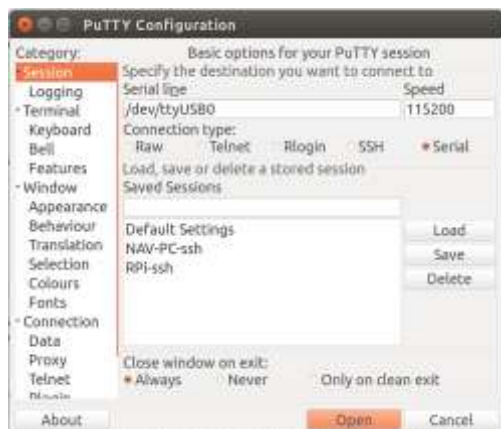 PuTTY Configuration
Category:
Session
Logging
Terminal
Keyboard
Bell
Features
Window
Appearance
Behaviour
Translation
Selection
Colours
Fonts
Connection
Data
Proxy
Telnet
Rlogin
About
Basic options for your PuTTY session
Specify the destination you want to connect to
Serial line Speed
/dev/ttyUSB0 115200
Connection type:
Raw Telnet Rlogin SSH Serial
Load, save or delete a stored session
Saved Sessions
Default Settings
NAV-PC-ssh
RPi-ssh
Load
Save
Delete
Close window on exit:
Always Never Only on clean exit
Open Cancel